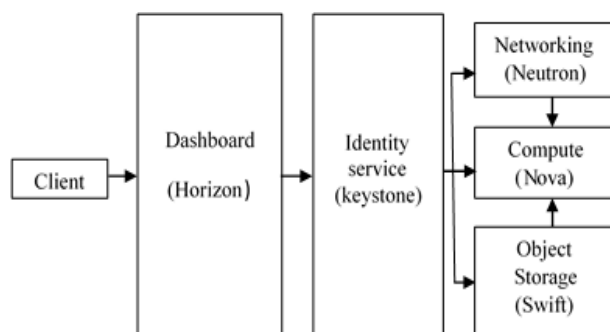 Client
Dashboard
(Horizon)
Identity
service
(keystone)
Networking
(Neutron)
Compute
(Nova)
Object
Storage
(Swift)